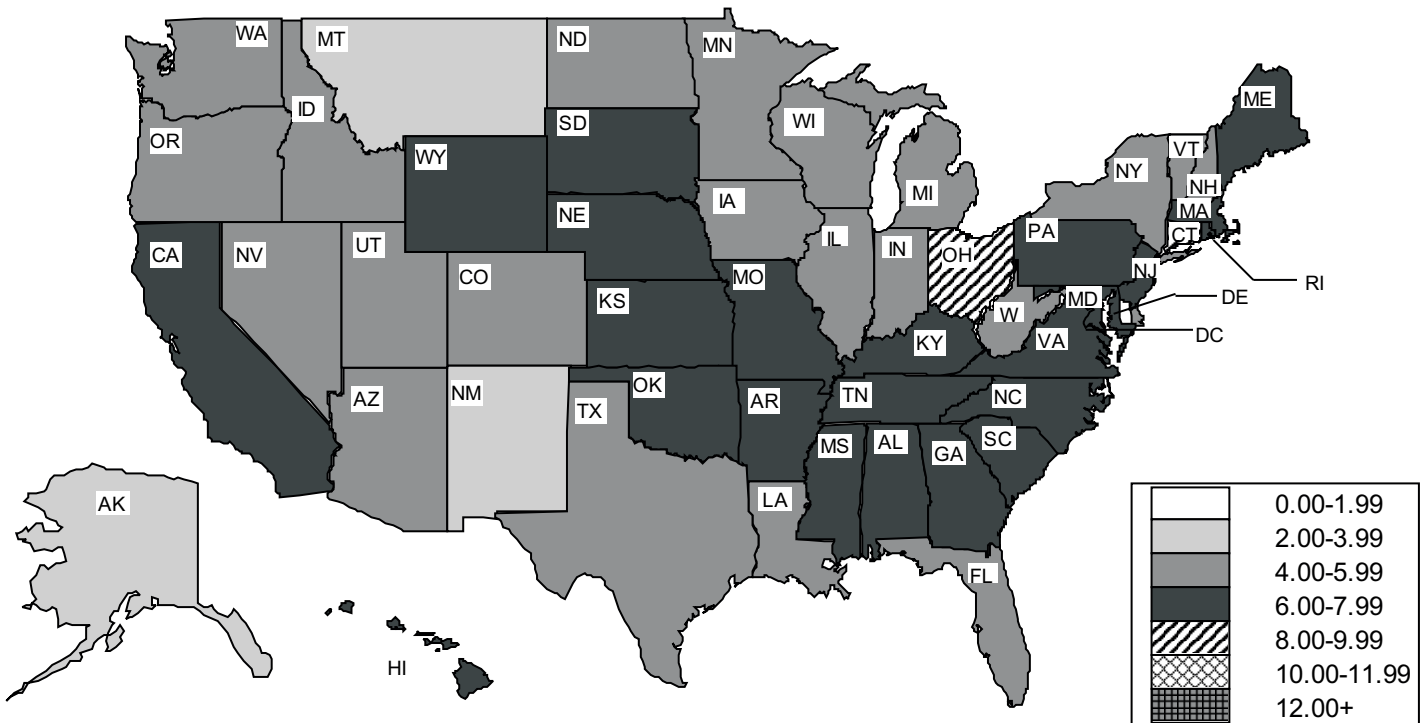 WA
MT
ND
MN
ME
ID
SD
WI
VT
OR
WY
NY
NH
MI
MA
IA
NE
PA
CT
CA
NV
UT
IL
IN
OH
NJ
RI
CO
MO
DE
MD
KS
W
DC
KY
VA
AZ
NM
TX
OK
AR
TN
NC
MS
AL
GA
SC
AK
LA
FL
HI
0.00-1.99
2.00-3.99
4.00-5.99
6.00-7.99
8.00-9.99
10.00-11.99
12.00+